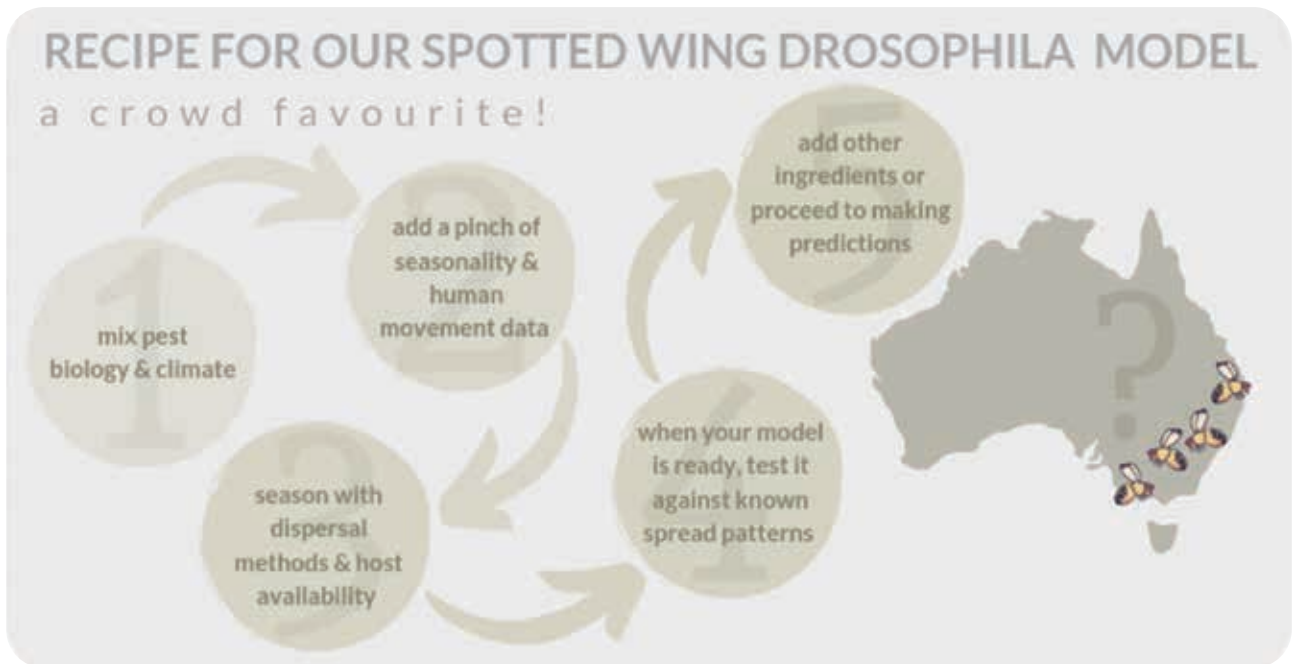 RECIPE FOR OUR SPOTTED WING DROSOPHILA MODEL
a crowd favourite!
1
mix pest
biology & climate
2
add a pinch of
seasonality &
human
movement data
3
season with
dispersal
methods & host
availability
4
when your model
is ready, test it
against known
spread patterns
5
add other
ingredients or
proceed to making
predictions
?